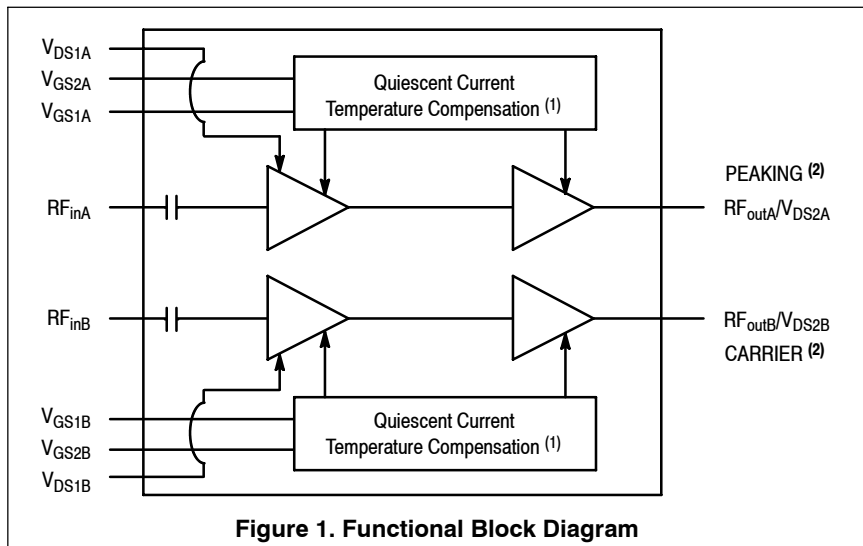 V_DS1A
V_GS2A
V_GS1A
Quiescent Current
Temperature Compensation (1)
RF_inA
PEAKING (2)
RF_outA/V_DS2A
RF_inB
RF_outB/V_DS2B
CARRIER (2)
V_GS1B
V_GS2B
V_DS1B
Quiescent Current
Temperature Compensation (1)
Figure 1. Functional Block Diagram